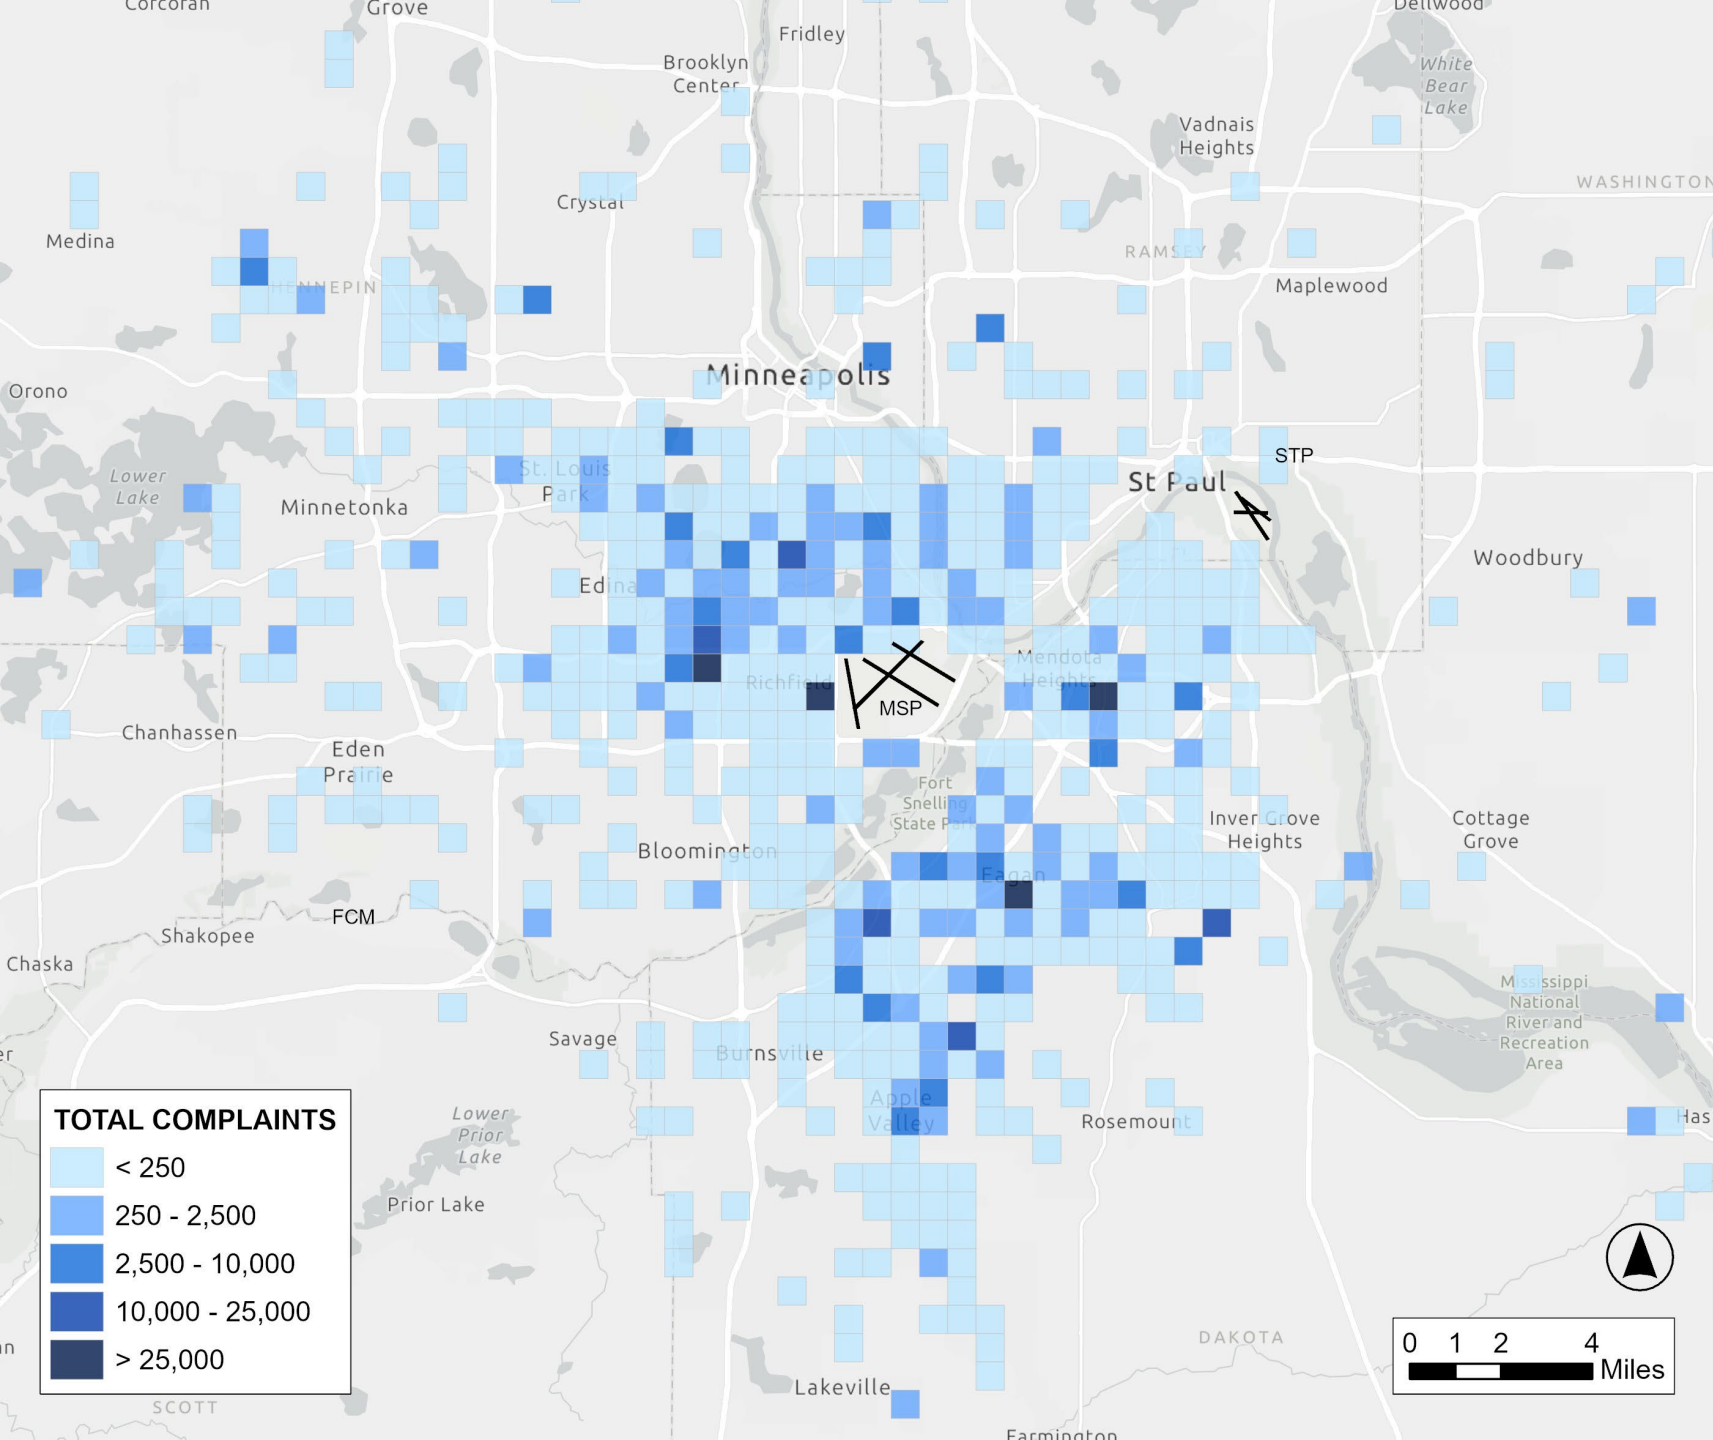 Corcoran
Grove
Dellwood
Fridley
Brooklyn
Center
White
Bear
Lake
Vadnais
Heights
WASHINGTON
Crystal
Medina
RAMSEY
HENNEPIN
Maplewood
Minneapolis
Orono
STP
St. Louis
Park
Lower
Lake
St Paul
Minnetonka
Woodbury
Edina
Mendota
Heights
Richfield
MSP
Chanhassen
Eden
Prairie
Fort
Snelling
State Park
Inver Grove
Heights
Cottage
Grove
Bloomington
Eagan
FCM
Shakopee
Chaska
Mississippi
National
River and
Recreation
Area
Savage
Burnsville
er
Apple
Valley
Rosemount
Has
Lower
Prior
Lake
Prior Lake
TOTAL COMPLAINTS
< 250
250 - 2,500
2,500 - 10,000
10,000 - 25,000
> 25,000
an
SCOTT
DAKOTA
Lakeville
Farmington
0 1 2 4
Miles